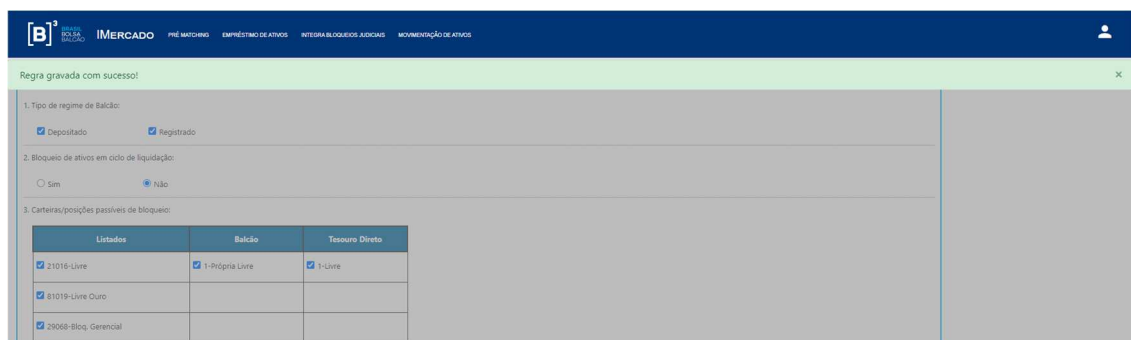 [B]³ BRASIL BOLSA BALCÃO IMERCADO PRÉ MATCHING EMPRÉSTIMO DE ATIVOS INTEGRA BLOQUEIOS JUDICIAIS MOVIMENTAÇÃO DE ATIVOS
Regra gravada com sucesso! ×
1. Tipo de regime de Balcão:
Depositado Registrado
2. Bloqueio de ativos em ciclo de liquidação:
Sim Não
3. Carteiras/posições passíveis de bloqueio:
Listados Balcão Tesouro Direto
21016-Livre 1-Própria Livre 1-Livre
81019-Livre Ouro
29068-Bloq. Gerencial